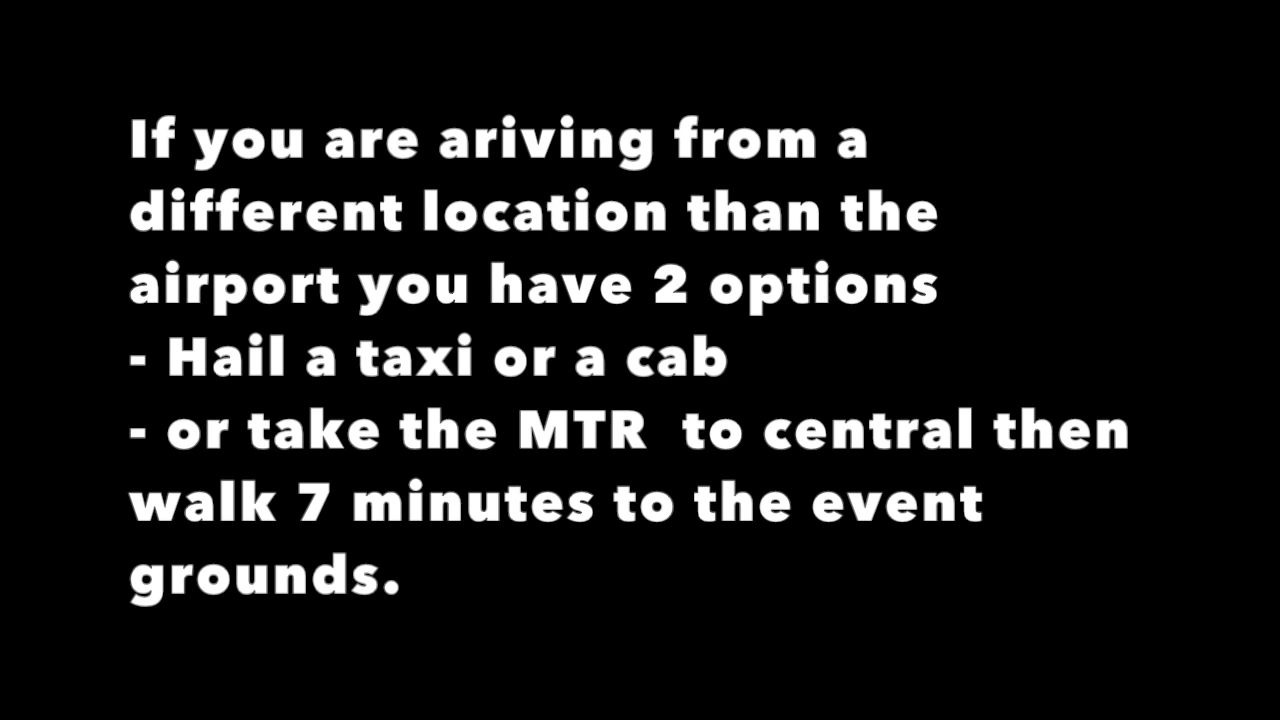 If you are ariving from a
different location than the
airport you have 2 options
- Hail a taxi or a cab
- or take the MTR  to central then
walk 7 minutes to the event
grounds.